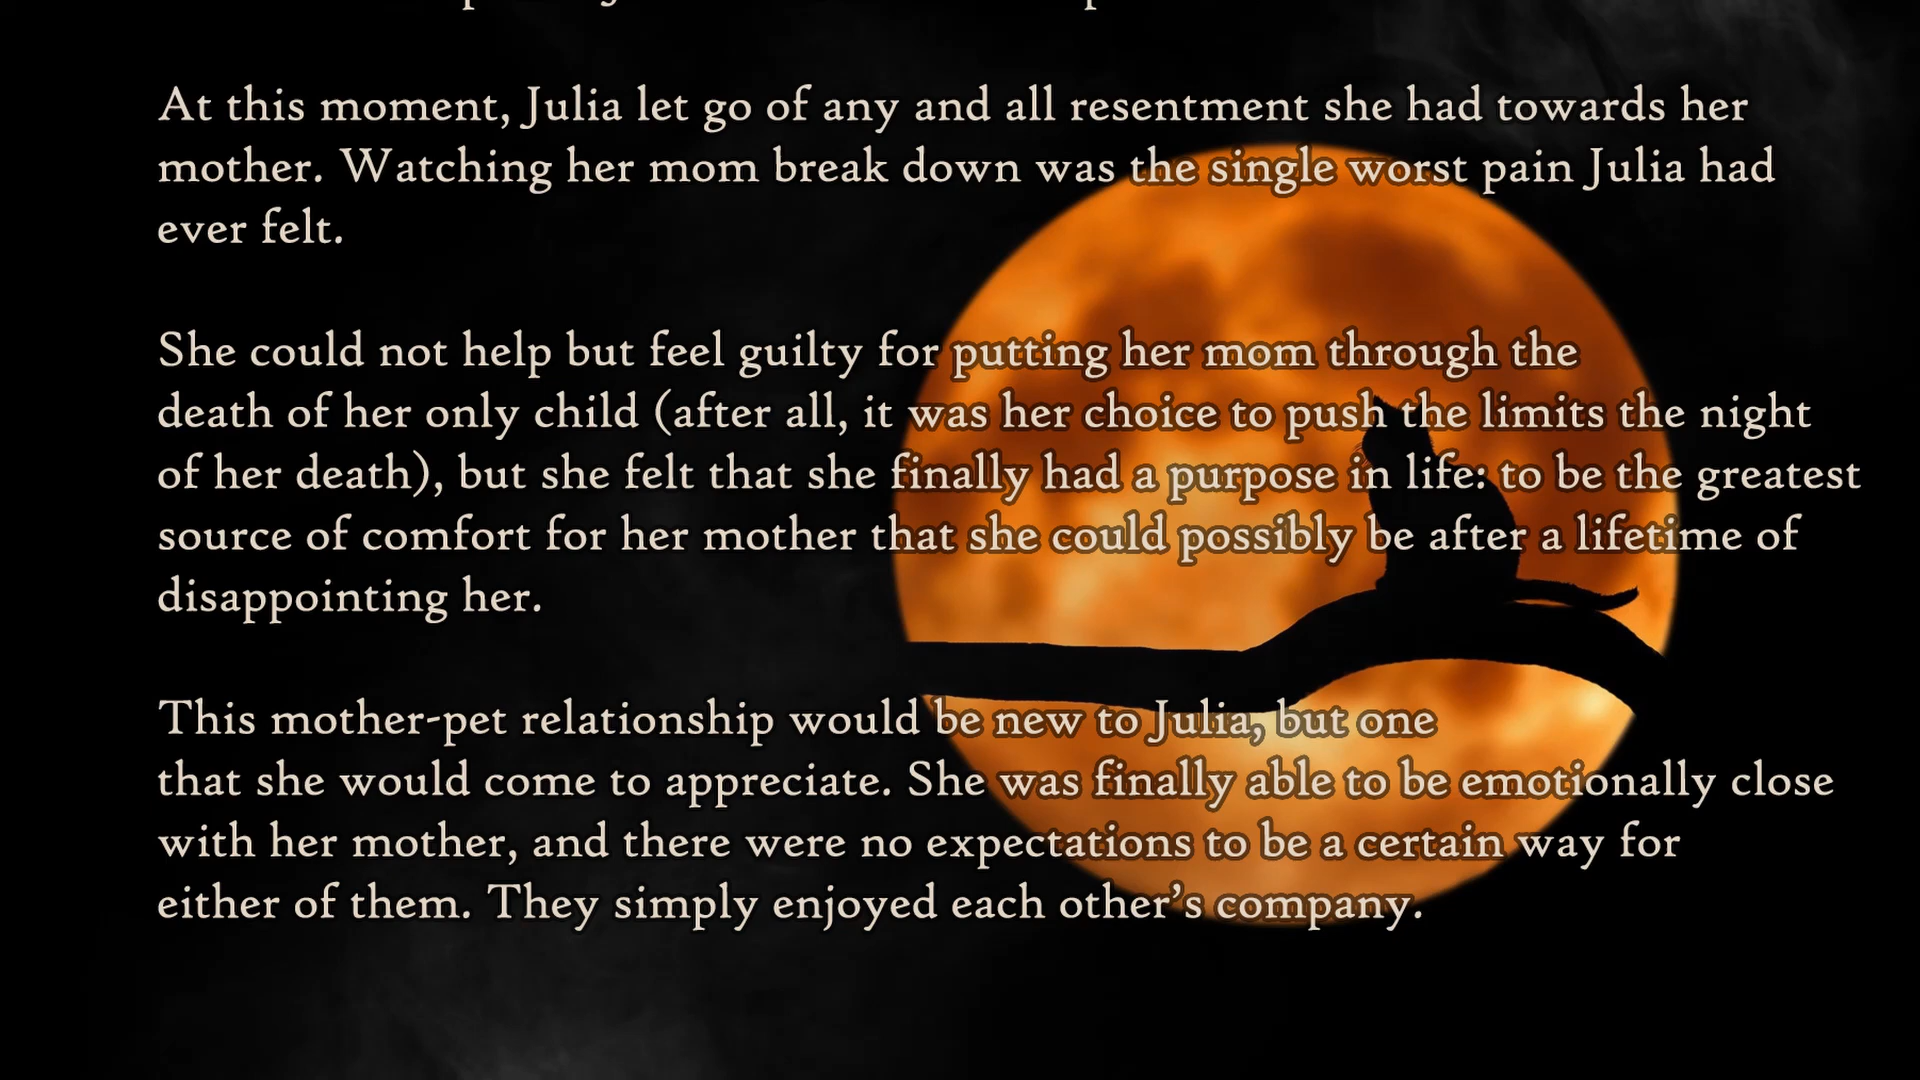 At this moment, Julia let go of any and all resentment she had towards her
mother. Watching her mom break down was the single worst pain Julia had
ever felt.
She could not help but feel guilty for putting her mom through the
death of her only child (after all, it was her choice to push the limits the night
of her death), but she felt that she finally had a purpose in life: to be the greatest
source of comfort for her mother that she could possibly be after a lifetime of
disappointing her.
This mother-pet relationship would be new to Julia, but one
that she would come to appreciate. She was finally able to be emotionally close
with her mother, and there were no expectations to be a certain way for
either of them. They simply enjoyed each other’s company.